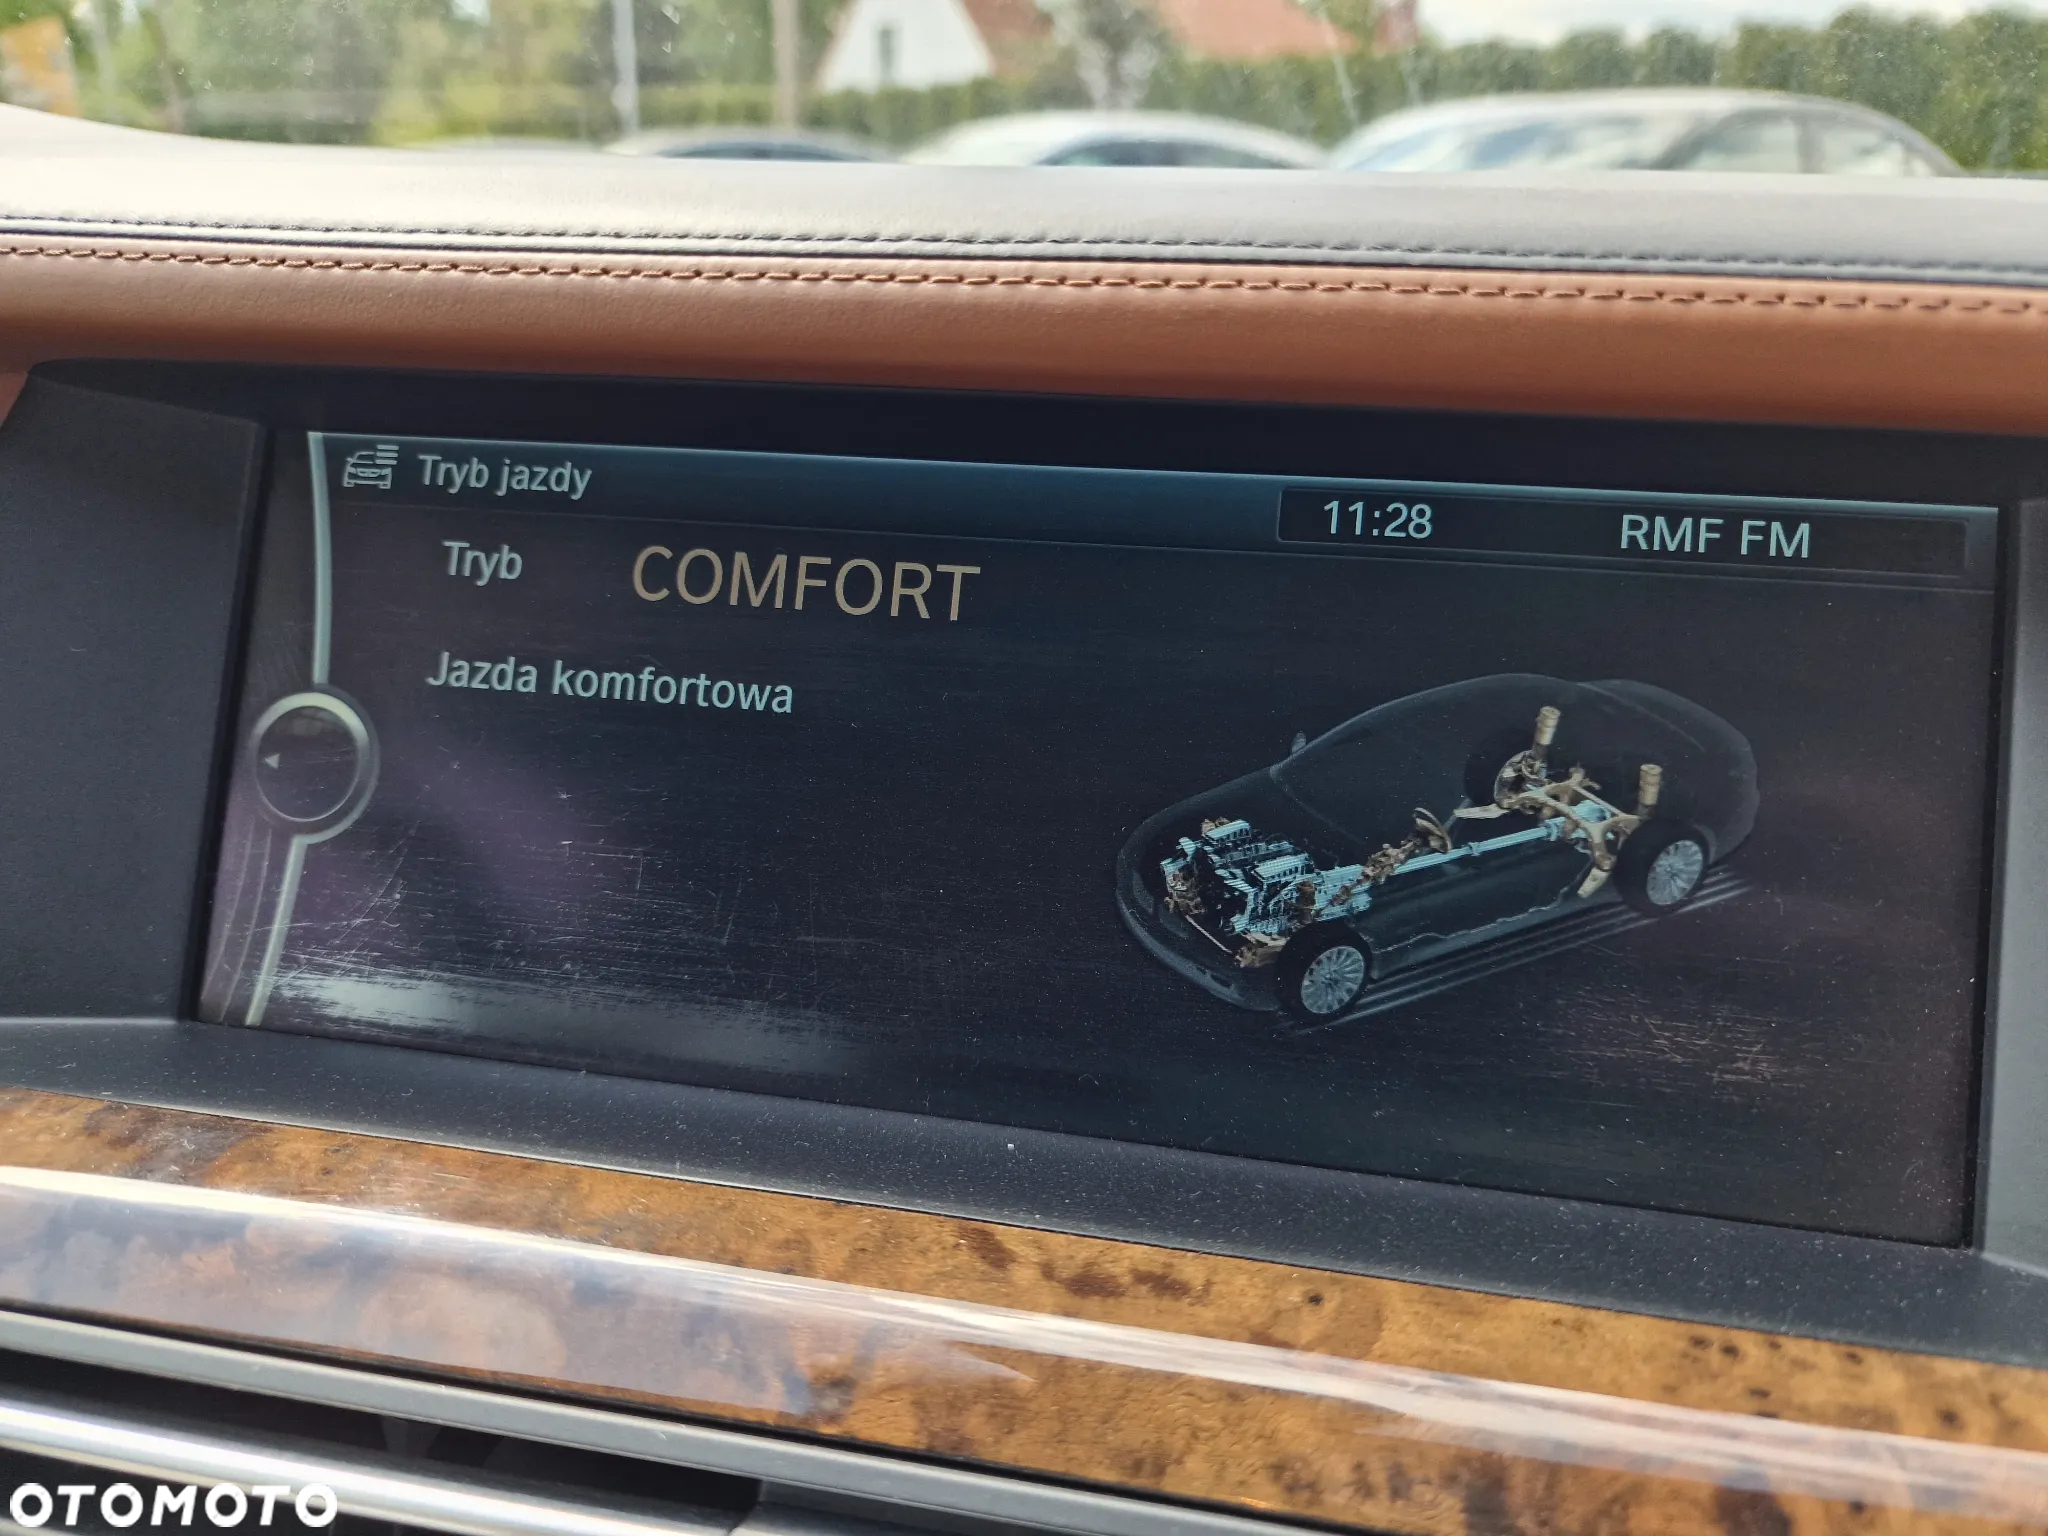 Tryb jazdy
11:28 RMF FM
Tryb COMFORT
Jazda komfortowa
OTOMOTO